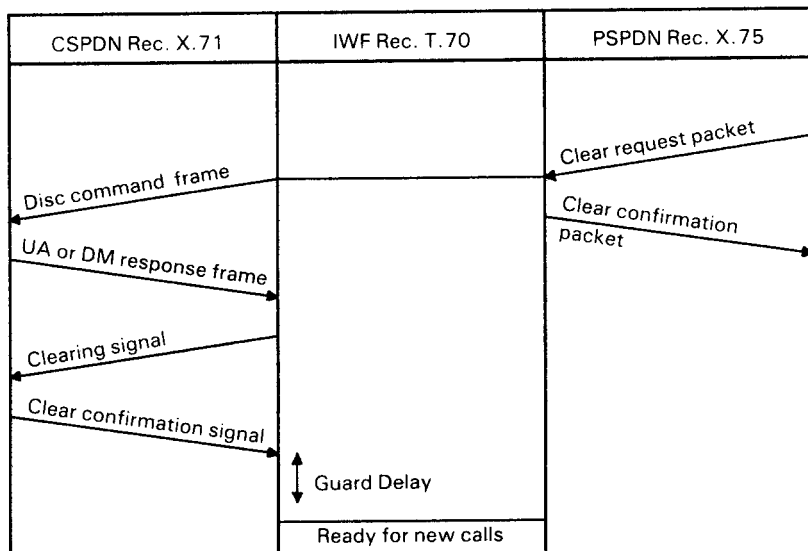 CSPDN Rec. X.71
IWF Rec. T.70
PSPDN Rec. X.75
Clear request packet
Disc command frame
Clear confirmation
packet
UA or DM response frame
Clearing signal
Clear confirmation signal
Guard Delay
Ready for new calls